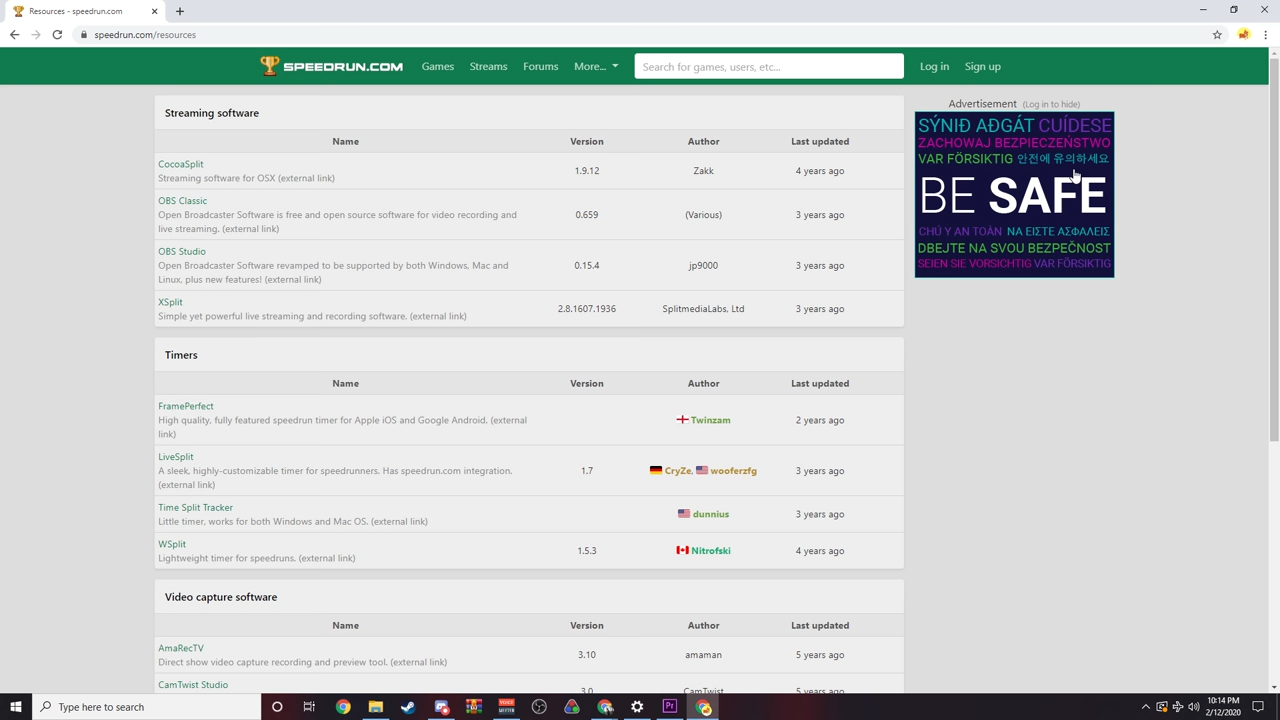 Resources - speedrun.com
speedrun.com/resources
SPEEDRUN.COM
Games
Streams
Forums
More...
Search for games, users, etc...
Log in
Sign up
Streaming software
Name Version Author Last updated
CocoaSplit
Streaming software for OSX (external link)
1.9.12 Zakk 4 years ago
OBS Classic
Open Broadcaster Software is free and open source software for video recording and
live streaming. (external link)
0.659 (Various) 3 years ago
OBS Studio
Open Broadcaster Software revamped to be supported by both Windows, Mac and
Linux, plus new features! (external link)
0.15.4 jp9000 3 years ago
XSplit
Simple yet powerful live streaming and recording software. (external link)
2.8.1607.1936 SplitmediaLabs, Ltd 3 years ago
Timers
Name Version Author Last updated
FramePerfect
High quality, fully featured speedrun timer for Apple iOS and Google Android. (external
link)
Twinzam 2 years ago
LiveSplit
A sleek, highly-customizable timer for speedrunners. Has speedrun.com integration.
(external link)
1.7 CryZe, wooferzfg 3 years ago
Time Split Tracker
Little timer, works for both Windows and Mac OS. (external link)
dunnius 3 years ago
WSplit
Lightweight timer for speedruns. (external link)
1.5.3 Nitrofski 4 years ago
Video capture software
Name Version Author Last updated
AmaRecTV
Direct show video capture recording and preview tool. (external link)
3.10 amaman 5 years ago
CamTwist Studio
3.0 CamTwist 5 years ago
Advertisement (Log in to hide)
SÝNIÐ AÐGÁT CUÍDESE
ZACHOWAJ BEZPIECZEŃSTWO
VAR FÖRSIKTIG 안전에 유의하세요
BE SAFE
CHÚ Ý AN TOÀN ΝΑ ΕΙΣΤΕ ΑΣΦΑΛΕΙΣ
DBEJTE NA SVOU BEZPEČNOST
SEIEN SIE VORSICHTIG VAR FÖRSIKTIG
Type here to search
10:14 PM
2/12/2020